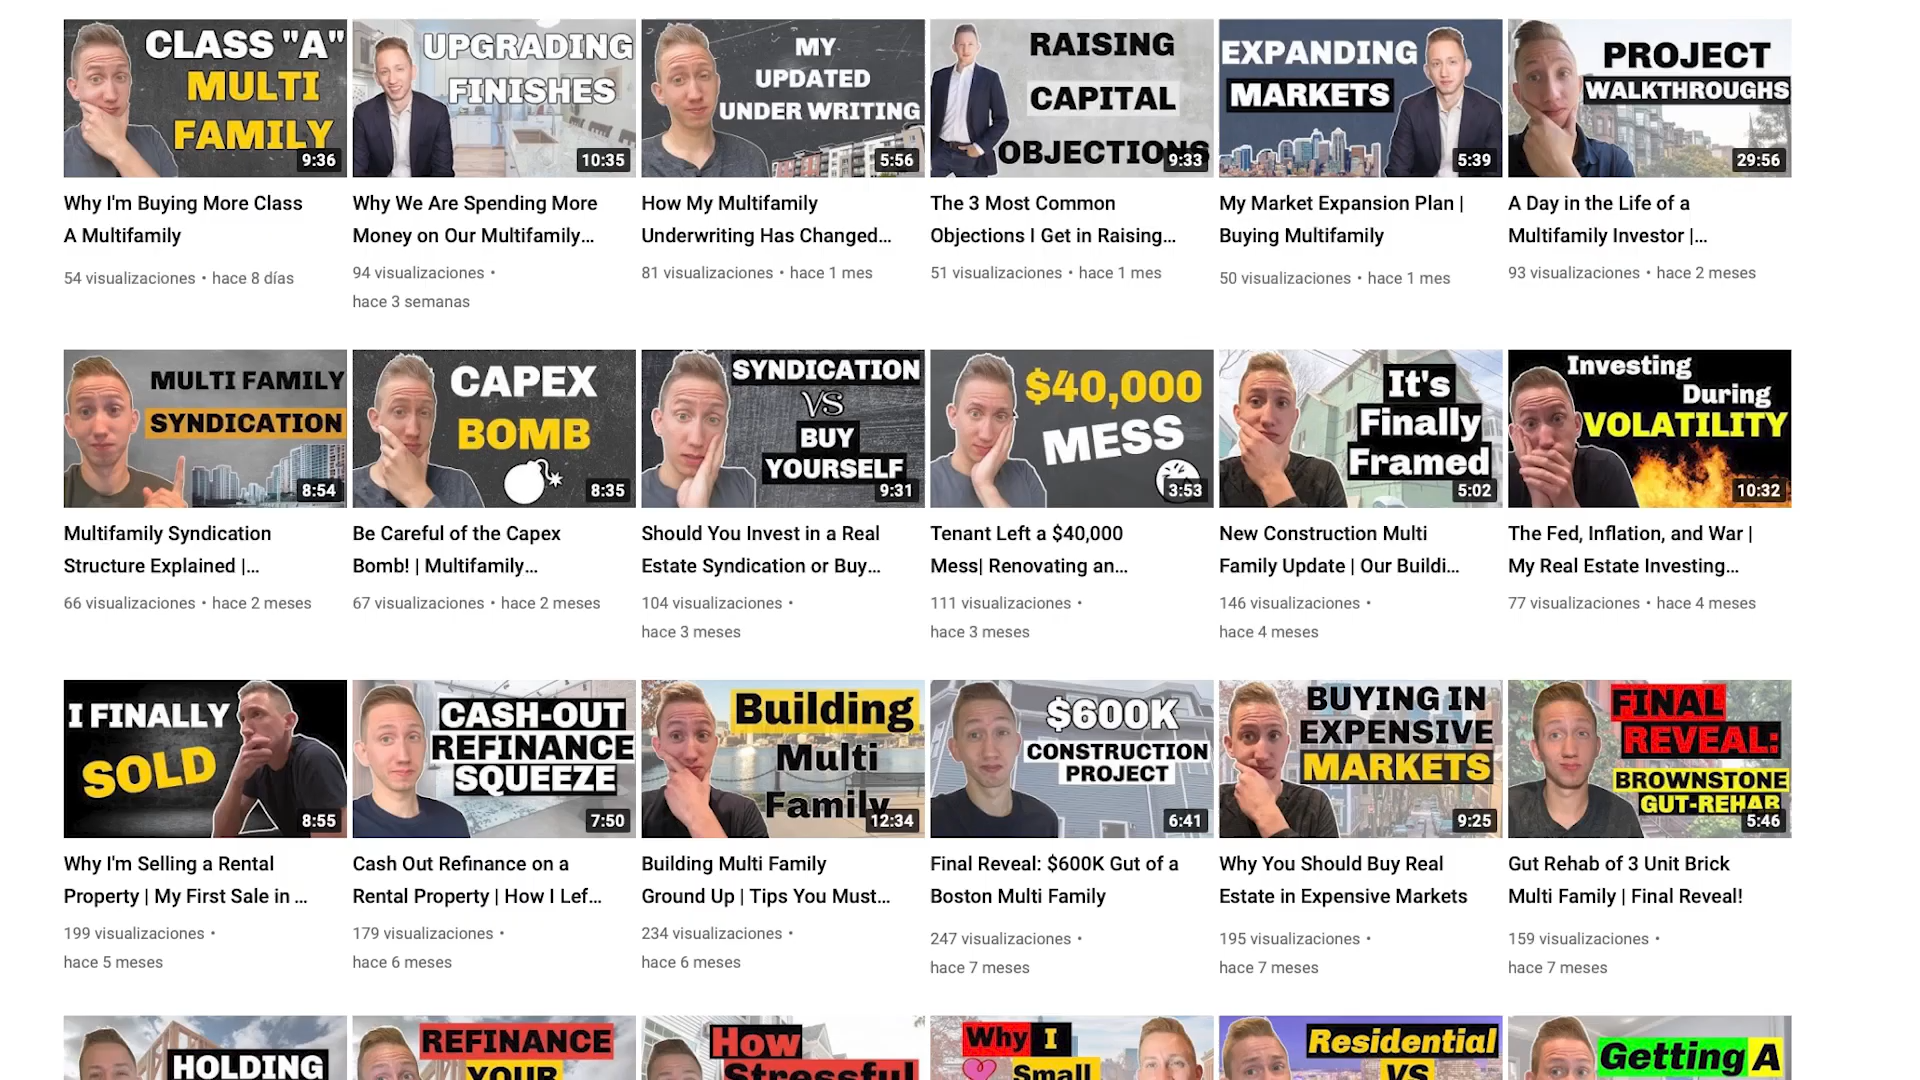 CLASS "A"
MULTI
FAMILY
9:36
UPGRADING
FINISHES
10:35
MY
UPDATED
UNDER WRITING
5:56
RAISING
CAPITAL
OBJECTIONS
9:33
EXPANDING
MARKETS
5:39
PROJECT
WALKTHROUGHS
29:56
Why I'm Buying More Class
A Multifamily
54 visualizaciones • hace 8 días
Why We Are Spending More
Money on Our Multifamily...
94 visualizaciones •
hace 3 semanas
How My Multifamily
Underwriting Has Changed...
81 visualizaciones • hace 1 mes
The 3 Most Common
Objections I Get in Raising...
51 visualizaciones • hace 1 mes
My Market Expansion Plan |
Buying Multifamily
50 visualizaciones • hace 1 mes
A Day in the Life of a
Multifamily Investor |...
93 visualizaciones • hace 2 meses
MULTI FAMILY
SYNDICATION
8:54
CAPEX
BOMB
8:35
SYNDICATION
VS
BUY
YOURSELF
9:31
$40,000
MESS
3:53
It's
Finally
Framed
5:02
Investing
During
VOLATILITY
10:32
Multifamily Syndication
Structure Explained |...
66 visualizaciones • hace 2 meses
Be Careful of the Capex
Bomb! | Multifamily...
67 visualizaciones • hace 2 meses
Should You Invest in a Real
Estate Syndication or Buy...
104 visualizaciones •
hace 3 meses
Tenant Left a $40,000
Mess| Renovating an...
111 visualizaciones •
hace 3 meses
New Construction Multi
Family Update | Our Buildi...
146 visualizaciones •
hace 4 meses
The Fed, Inflation, and War |
My Real Estate Investing...
77 visualizaciones • hace 4 meses
I FINALLY
SOLD
8:55
CASH-OUT
REFINANCE
SQUEEZE
7:50
Building
Multi
Family
12:34
$600K
CONSTRUCTION
PROJECT
6:41
BUYING IN
EXPENSIVE
MARKETS
9:25
FINAL
REVEAL:
BROWNSTONE
GUT-REHAB
5:46
Why I'm Selling a Rental
Property | My First Sale in ...
199 visualizaciones •
hace 5 meses
Cash Out Refinance on a
Rental Property | How I Lef...
179 visualizaciones •
hace 6 meses
Building Multi Family
Ground Up | Tips You Must...
234 visualizaciones •
hace 6 meses
Final Reveal: $600K Gut of a
Boston Multi Family
247 visualizaciones •
hace 7 meses
Why You Should Buy Real
Estate in Expensive Markets
195 visualizaciones •
hace 7 meses
Gut Rehab of 3 Unit Brick
Multi Family | Final Reveal!
159 visualizaciones •
hace 7 meses
HOLDING
REFINANCE
YOUR
How
Stressful
Why I
Small
Residential
VS
Getting A